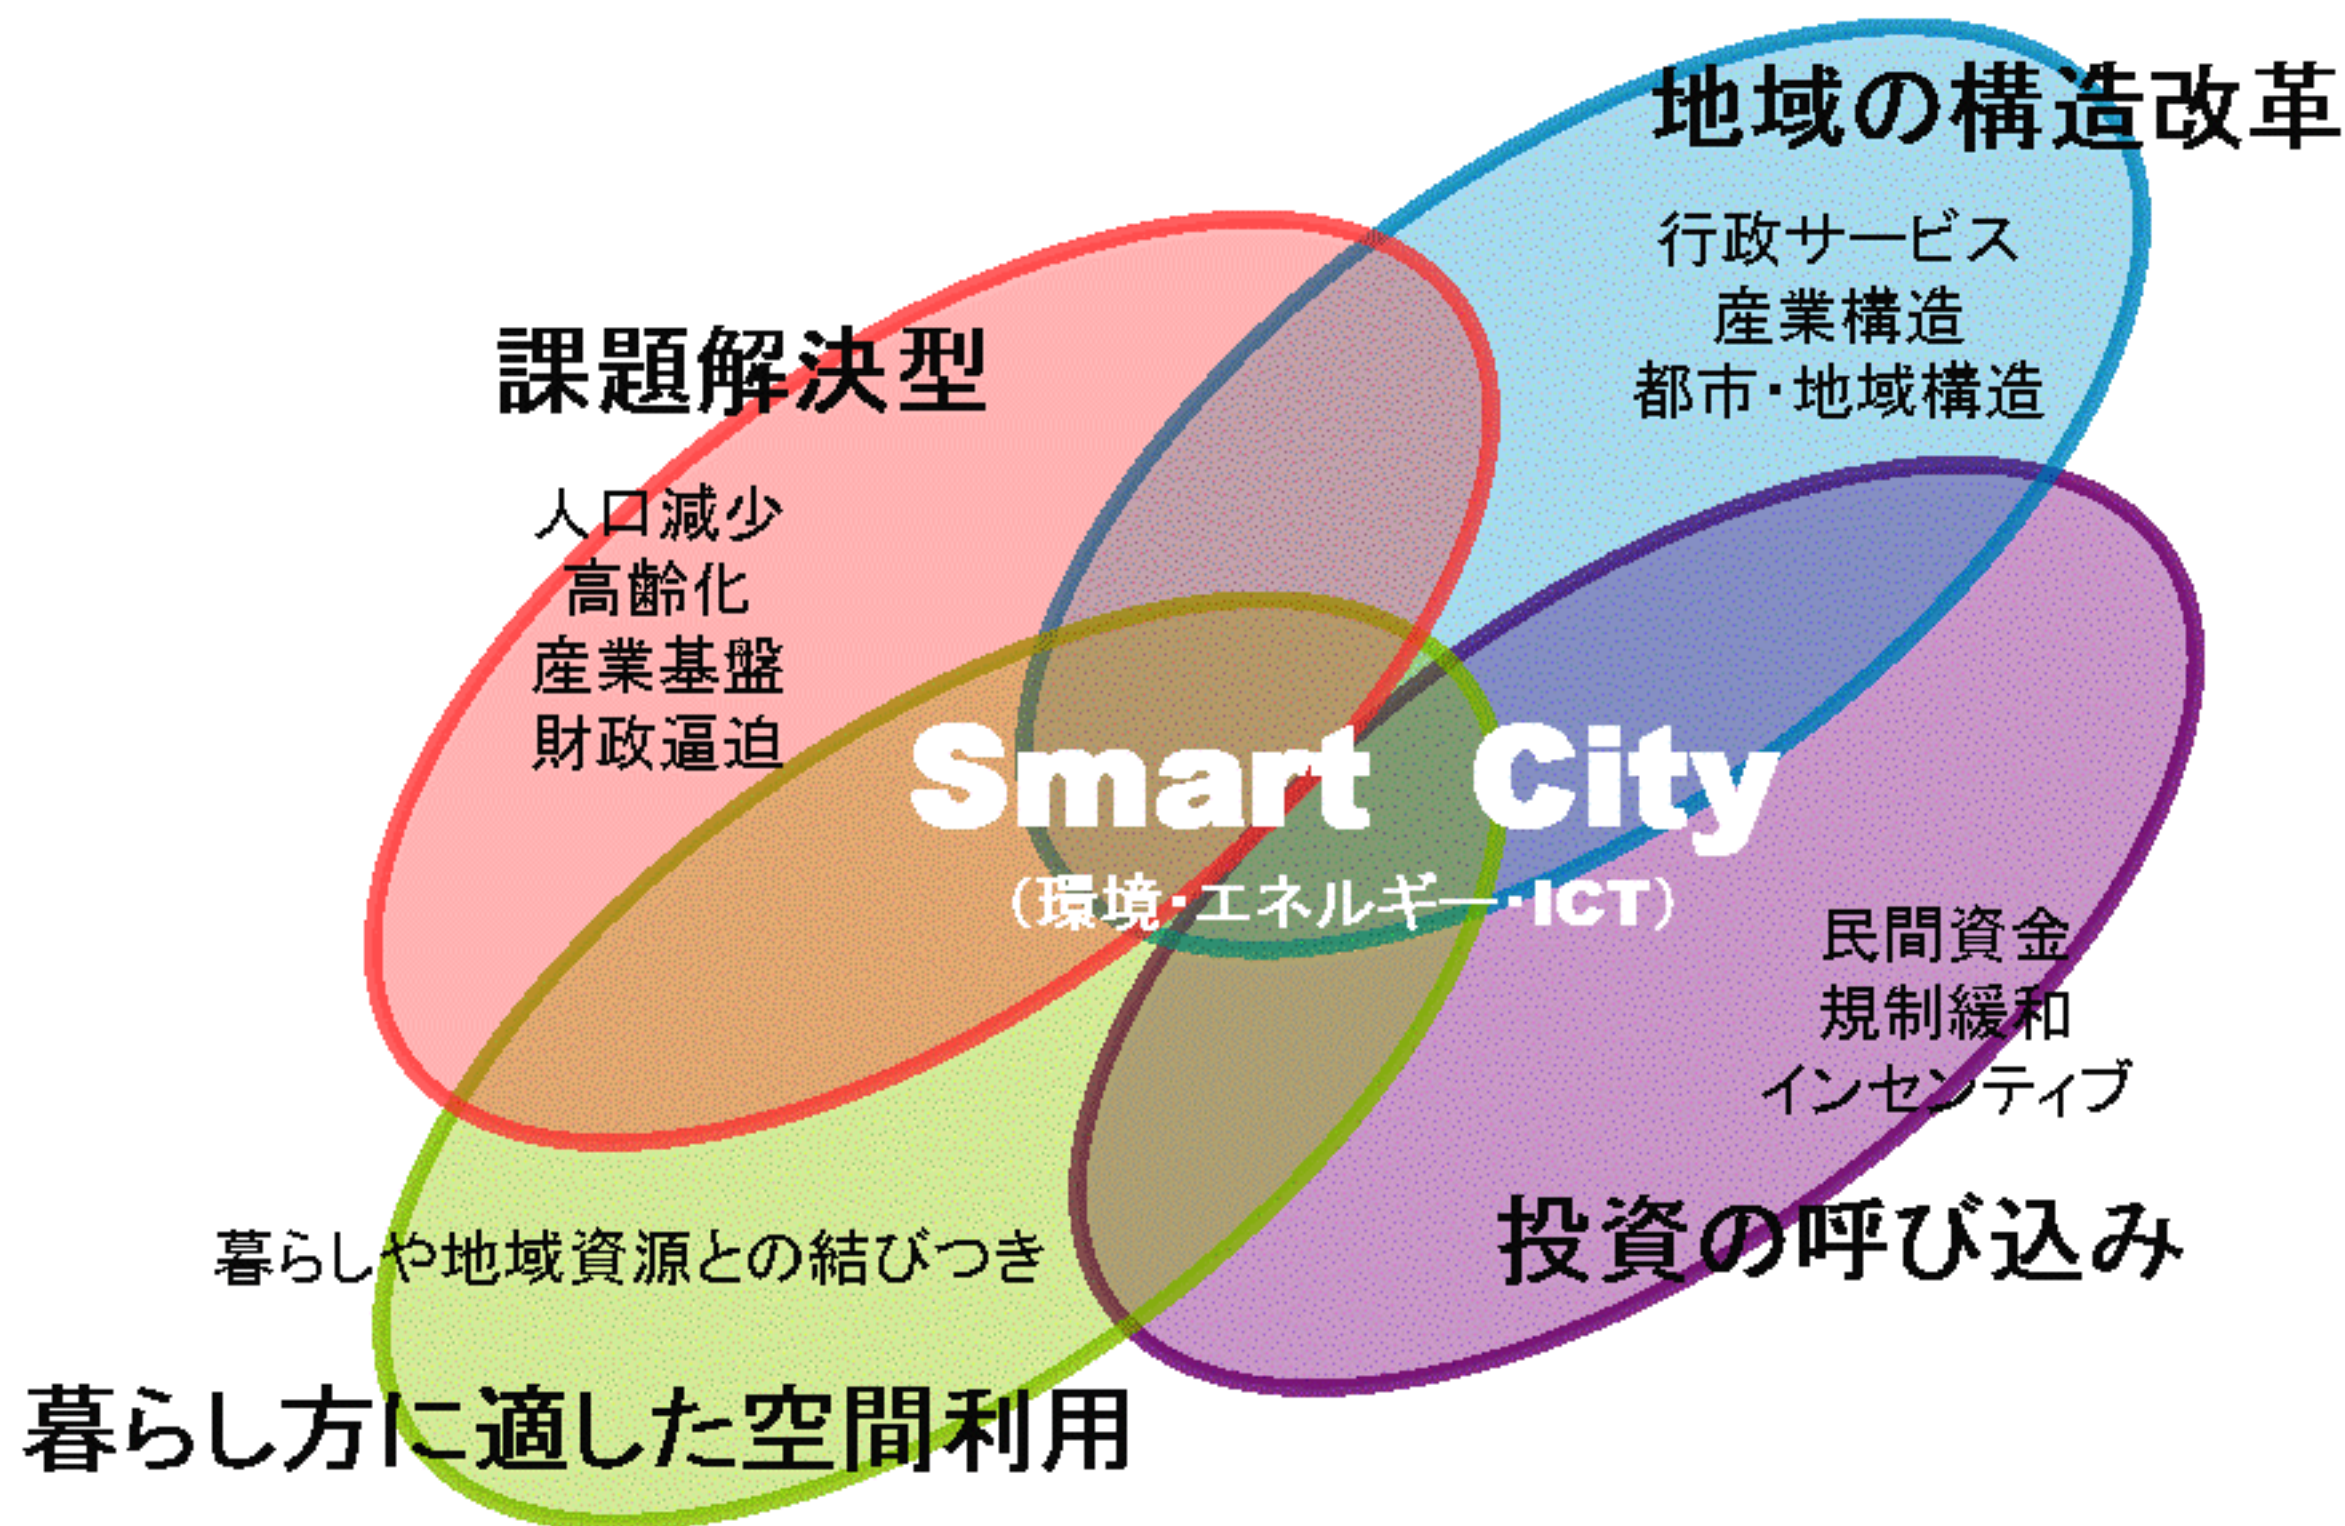 地域の構造改革
行政サービス
産業構造
都市・地域構造
課題解決型
人口減少
高齢化
産業基盤
財政逼迫
Smart City
(環境・エネルギー・ICT)
民間資金
規制緩和
インセンティブ
投資の呼び込み
暮らしや地域資源との結びつき
暮らし方に適した空間利用